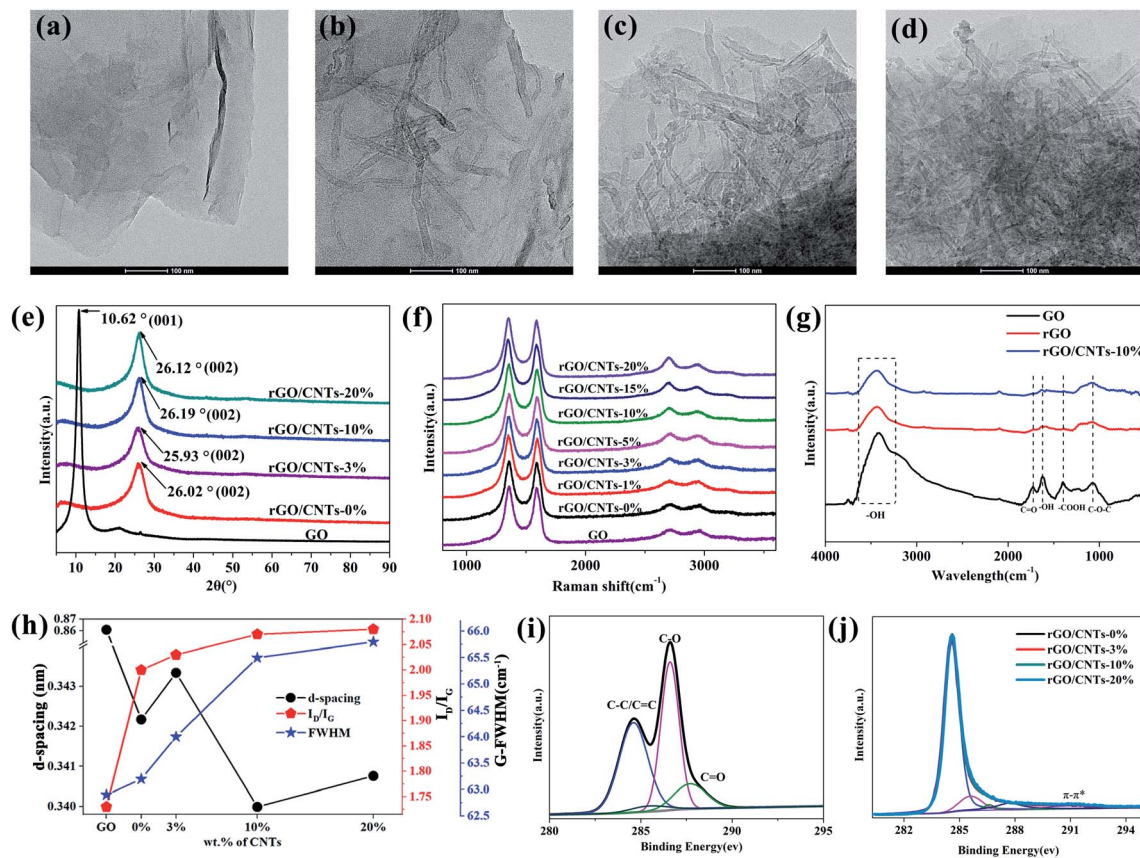 (a)
(b)
(c)
(d)
100 nm
100 nm
100 nm
100 nm
(e)
10.62 °(001)
26.12 °(002)
rGO/CNTs-20%
26.19 °(002)
rGO/CNTs-10%
25.93 °(002)
rGO/CNTs-3%
26.02 °(002)
rGO/CNTs-0%
GO
Intensity(a.u.)
10 20 30 40 50 60 70 80 90
2θ(°)
(f)
rGO/CNTs-20%
rGO/CNTs-15%
rGO/CNTs-10%
rGO/CNTs-5%
rGO/CNTs-3%
rGO/CNTs-1%
rGO/CNTs-0%
GO
Intensity(a.u.)
1000 2000 3000
Raman shift(cm-1)
(g)
GO
rGO
rGO/CNTs-10%
-OH
C=O
-OH
-COOH
C-O-C
Intensity(a.u.)
4000 3000 2000 1000
Wavelength(cm-1)
(h)
0.87
0.86
0.343
0.342
0.341
0.340
d-spacing (nm)
d-spacing
ID/IG
FWHM
GO 0% 3% 10% 20%
wt.% of CNTs
2.10
2.05
2.00
1.95
1.90
1.85
1.80
1.75
ID/IG
66.0
65.5
65.0
64.5
64.0
63.5
63.0
62.5
G-FWHM(cm-1)
(i)
C-O
C-C/C=C
C=O
Intensity(a.u.)
280 285 290 295
Binding Energy(ev)
(j)
rGO/CNTs-0%
rGO/CNTs-3%
rGO/CNTs-10%
rGO/CNTs-20%
π-π*
Intensity(a.u.)
282 285 288 291 294
Binding Energy(ev)